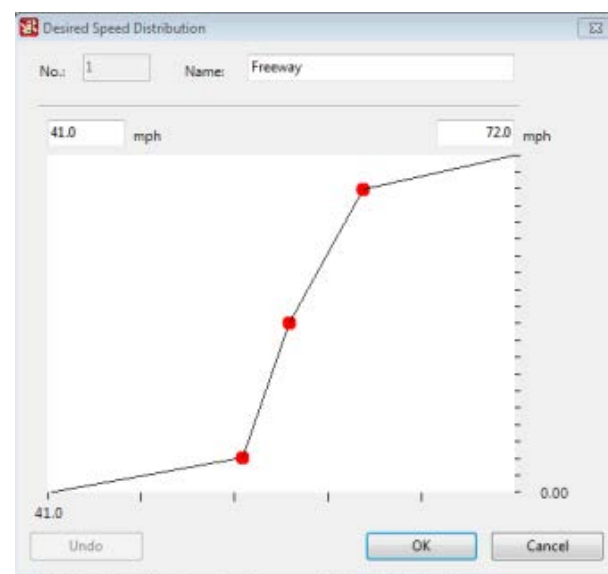 Desired Speed Distribution
No.: 1 Name: Freeway
41.0 mph 72.0 mph
0.00
41.0
Undo OK Cancel